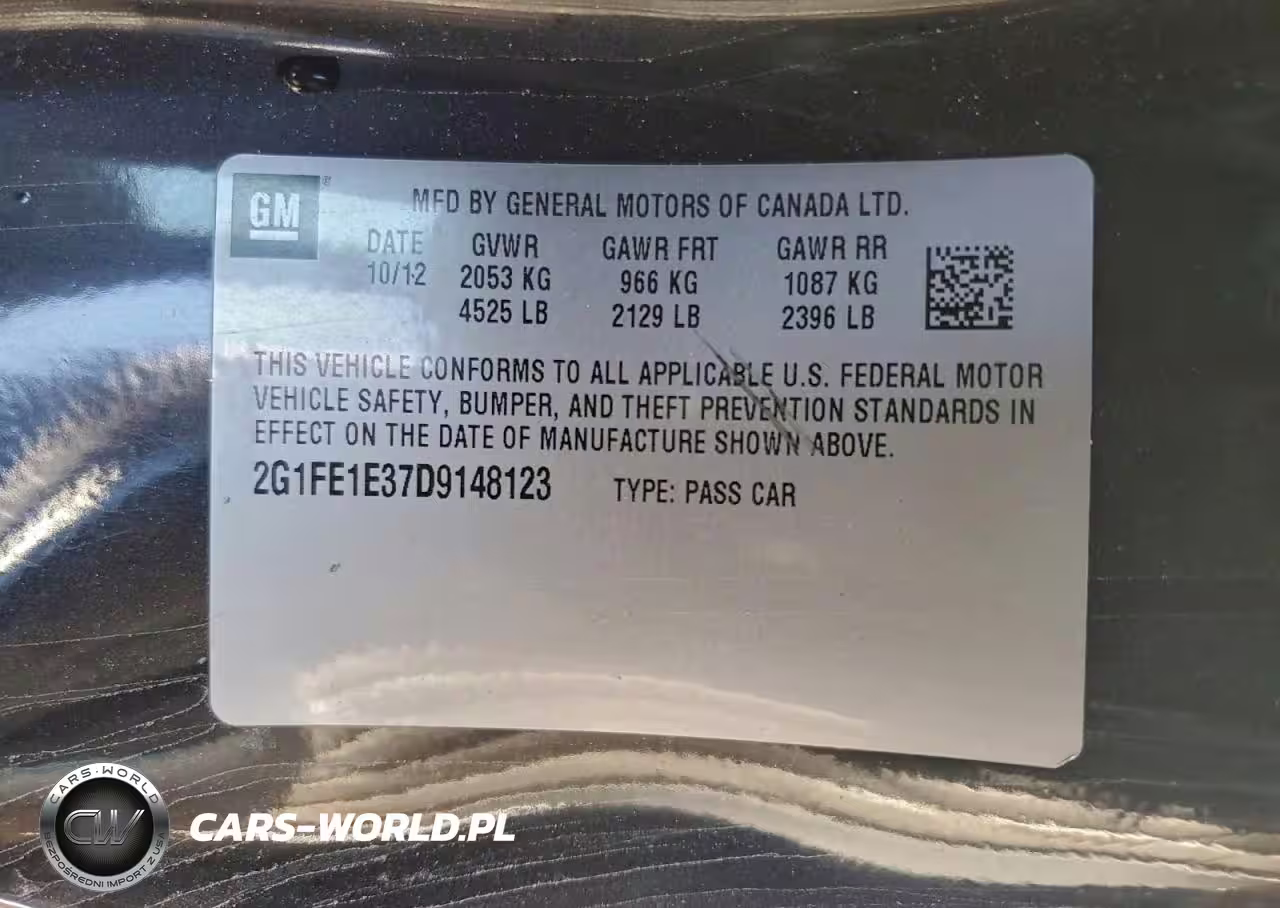 GM
MFD BY GENERAL MOTORS OF CANADA LTD.
DATE GVWR GAWR FRT GAWR RR
10/12 2053 KG 966 KG 1087 KG
4525 LB 2129 LB 2396 LB
THIS VEHICLE CONFORMS TO ALL APPLICABLE U.S. FEDERAL MOTOR
VEHICLE SAFETY, BUMPER, AND THEFT PREVENTION STANDARDS IN
EFFECT ON THE DATE OF MANUFACTURE SHOWN ABOVE.
2G1FE1E37D9148123 TYPE: PASS CAR
CARS-WORLD
CW
BEZPOŚREDNI IMPORT Z USA
CARS-WORLD.PL